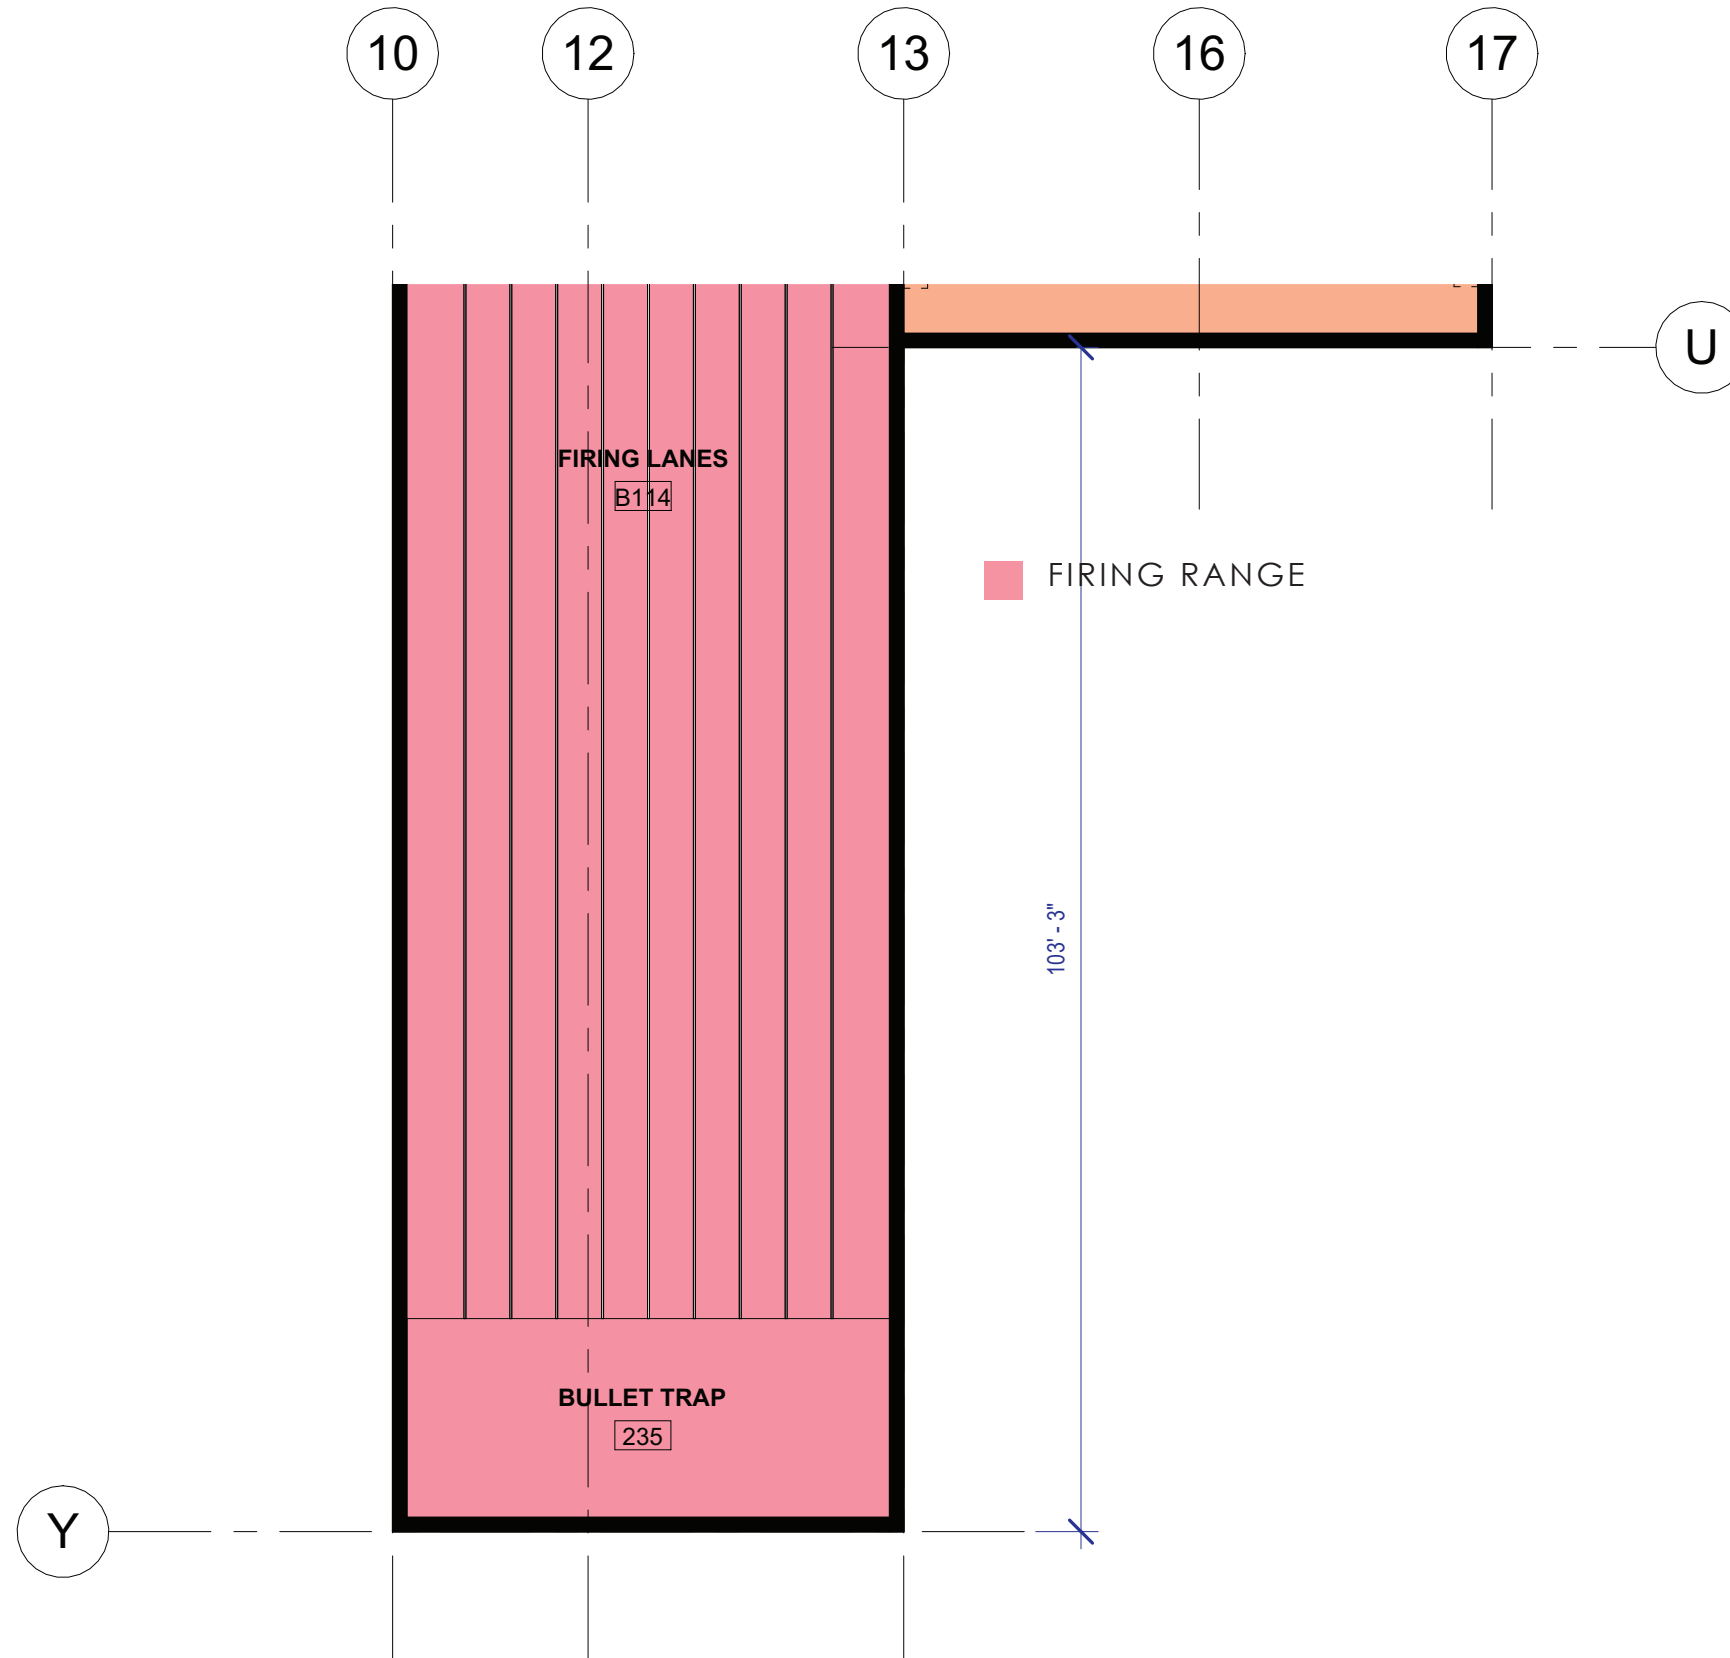 10
12
13
16
17
U
FIRING LANES
B114
FIRING RANGE
103' - 3"
BULLET TRAP
235
Y